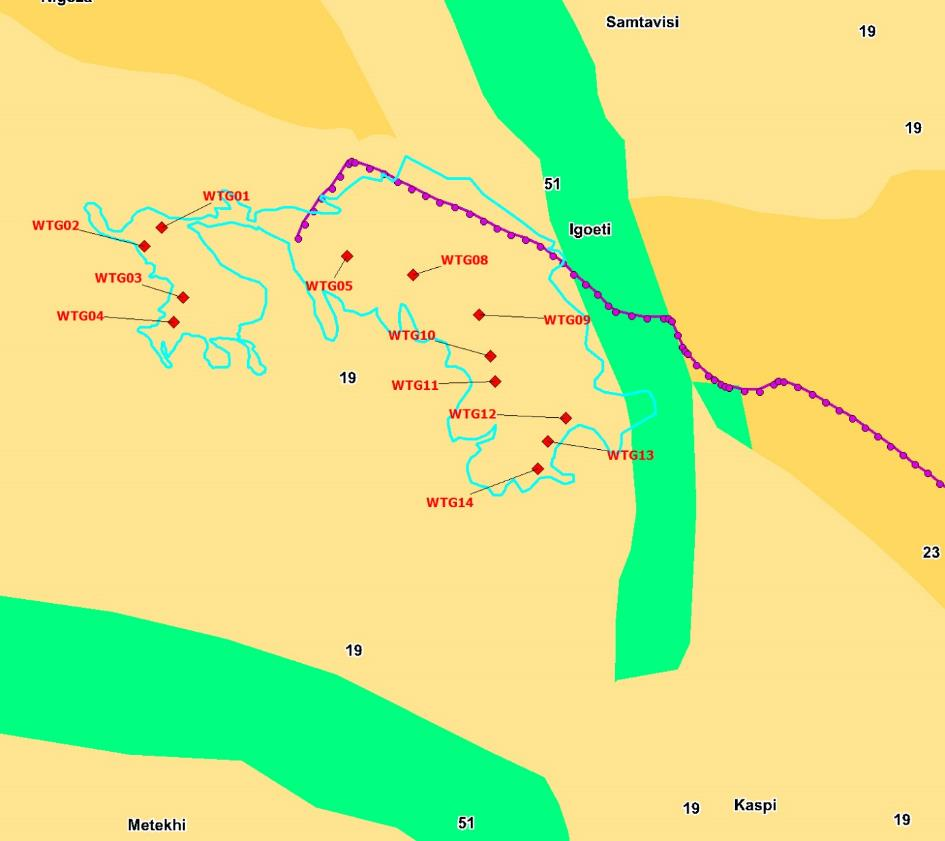 Nigoza
Samtavisi
19
19
51
WTG01
WTG02
Igoeti
WTG08
WTG03
WTG05
WTG04
WTG09
WTG10
19
WTG11
WTG12
WTG13
WTG14
23
19
19
Kaspi
19
Metekhi
51